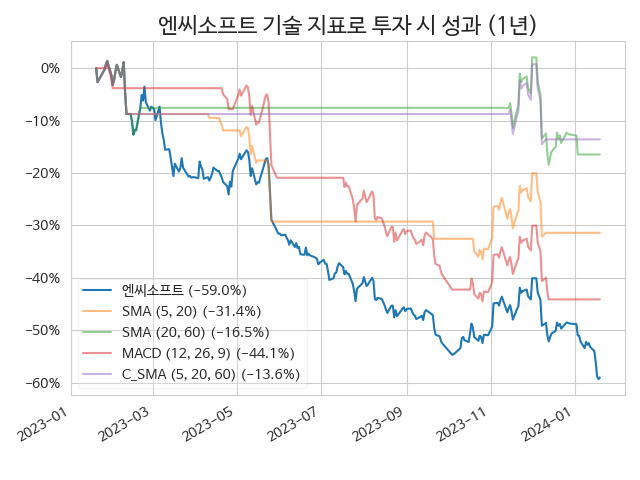 엔씨소프트 기술 지표로 투자 시 성과 (1년)
0%
−10%
−20%
−30%
−40%
−50%
−60%
엔씨소프트 (−59.0%)
SMA (5, 20) (−31.4%)
SMA (20, 60) (−16.5%)
MACD (12, 26, 9) (−44.1%)
C_SMA (5, 20, 60) (−13.6%)
2023−01
2023−03
2023−05
2023−07
2023−09
2023−11
2024−01